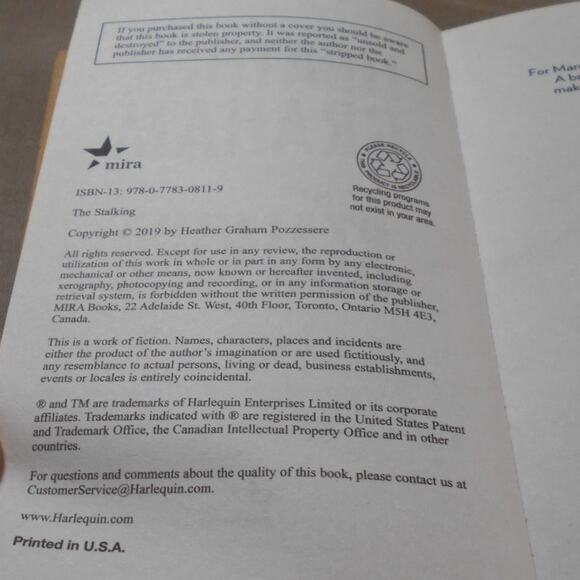 If you purchased this book without a cover you should be aware
that this book is stolen property. It was reported as "unsold and
destroyed" to the publisher, and neither the author nor the
publisher has received any payment for this "stripped book."
mira
PLEASE RECYCLE
THIS PRODUCT IS RECYCLABLE
Recycling programs
for this product may
not exist in your area.
ISBN-13: 978-0-7783-0811-9
The Stalking
Copyright © 2019 by Heather Graham Pozzessere
All rights reserved. Except for use in any review, the reproduction or
utilization of this work in whole or in part in any form by any electronic,
mechanical or other means, now known or hereafter invented, including
xerography, photocopying and recording, or in any information storage or
retrieval system, is forbidden without the written permission of the publisher,
MIRA Books, 22 Adelaide St. West, 40th Floor, Toronto, Ontario M5H 4E3,
Canada.
This is a work of fiction. Names, characters, places and incidents are
either the product of the author's imagination or are used fictitiously, and
any resemblance to actual persons, living or dead, business establishments,
events or locales is entirely coincidental.
® and TM are trademarks of Harlequin Enterprises Limited or its corporate
affiliates. Trademarks indicated with ® are registered in the United States Patent
and Trademark Office, the Canadian Intellectual Property Office and in other
countries.
For questions and comments about the quality of this book, please contact us at
CustomerService@Harlequin.com.
www.Harlequin.com
Printed in U.S.A.
For
A